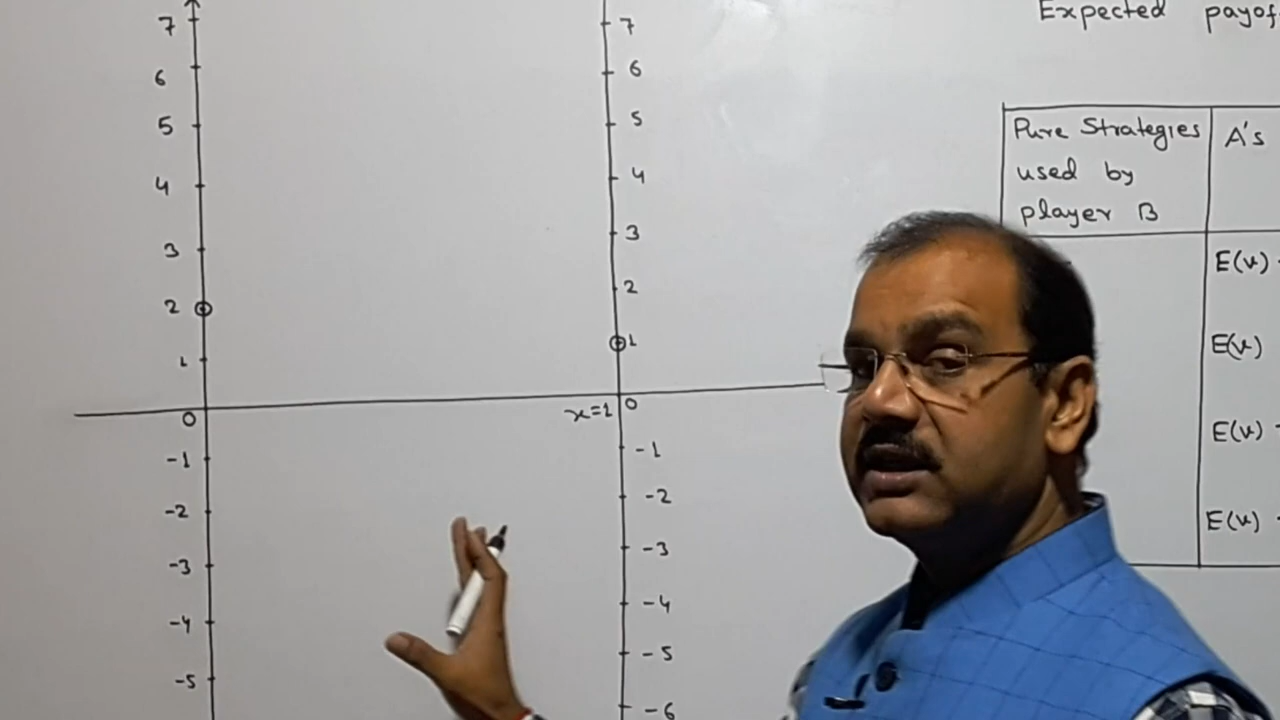 Expected payof
7 7
6 6
5 5
4 4
3 3
2 2
1 1
0 x=1 0
-1 -1
-2 -2
-3 -3
-4 -4
-5 -5
-6
Pure Strategies A's
used by
player B
E(v) -
E(v)
E(v) -
E(v) -